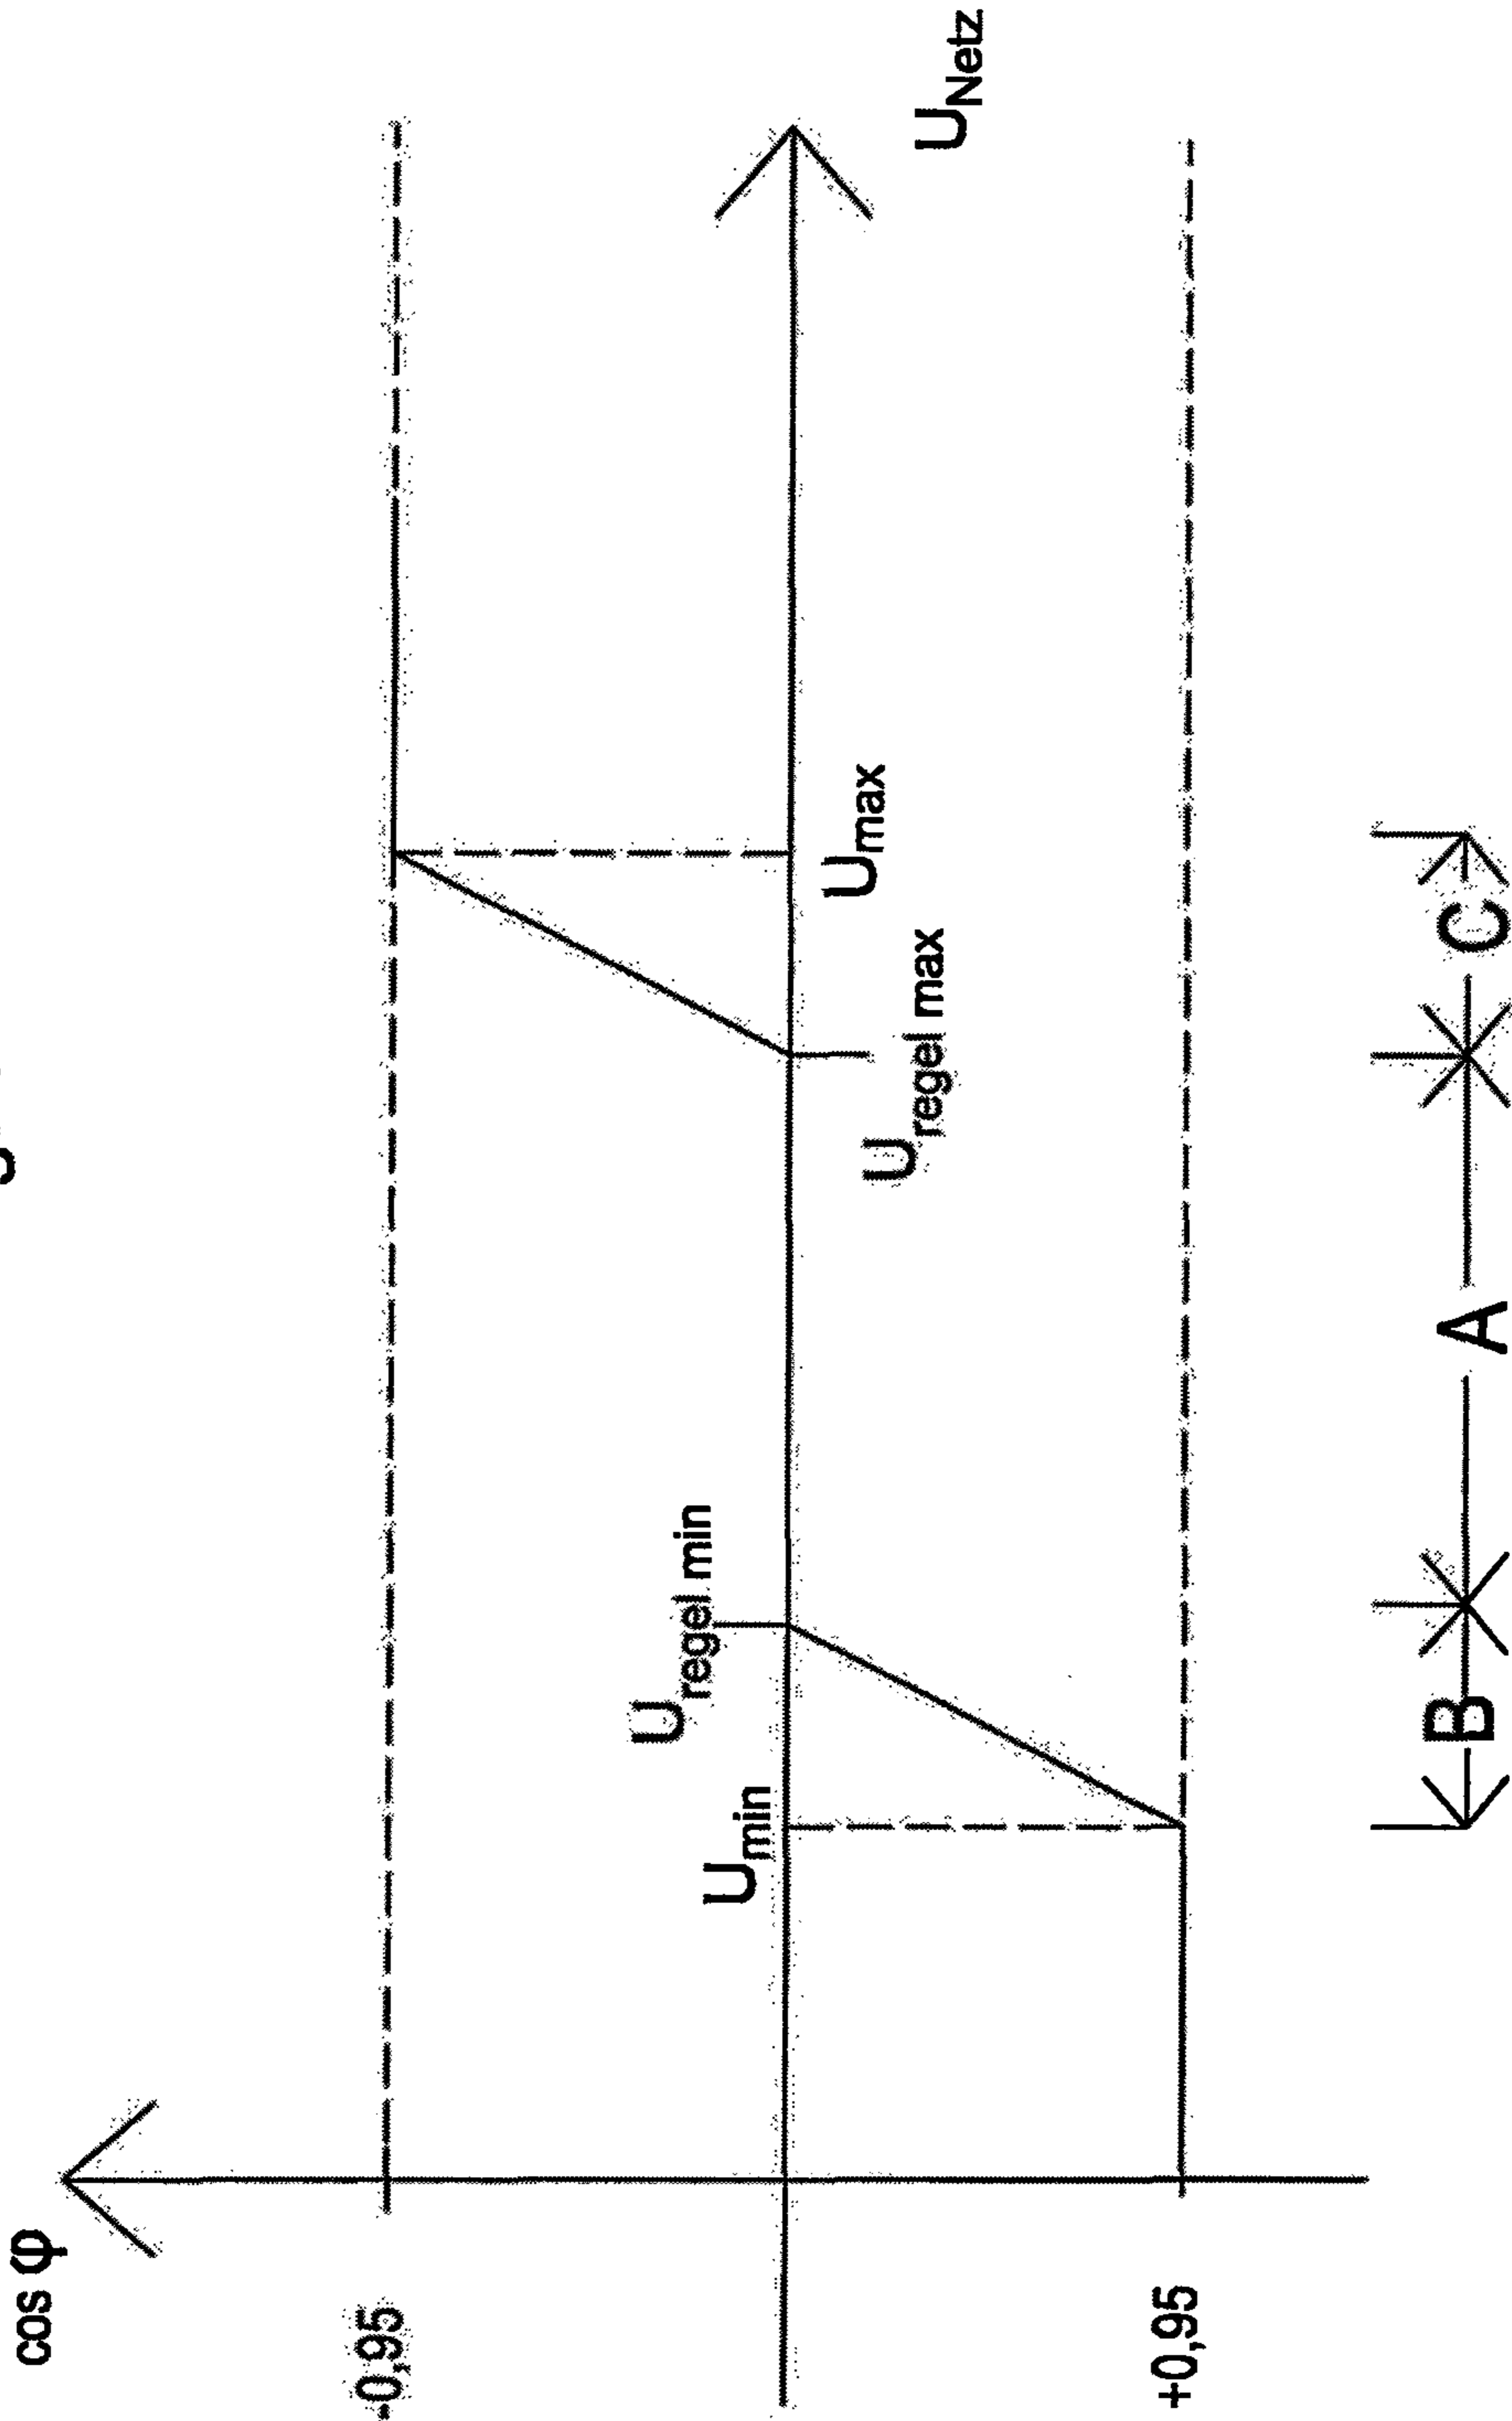 cos φ
-0,95
+0,95
U_min
U_regel min
U_regel max
U_max
U_Netz
B
A
C